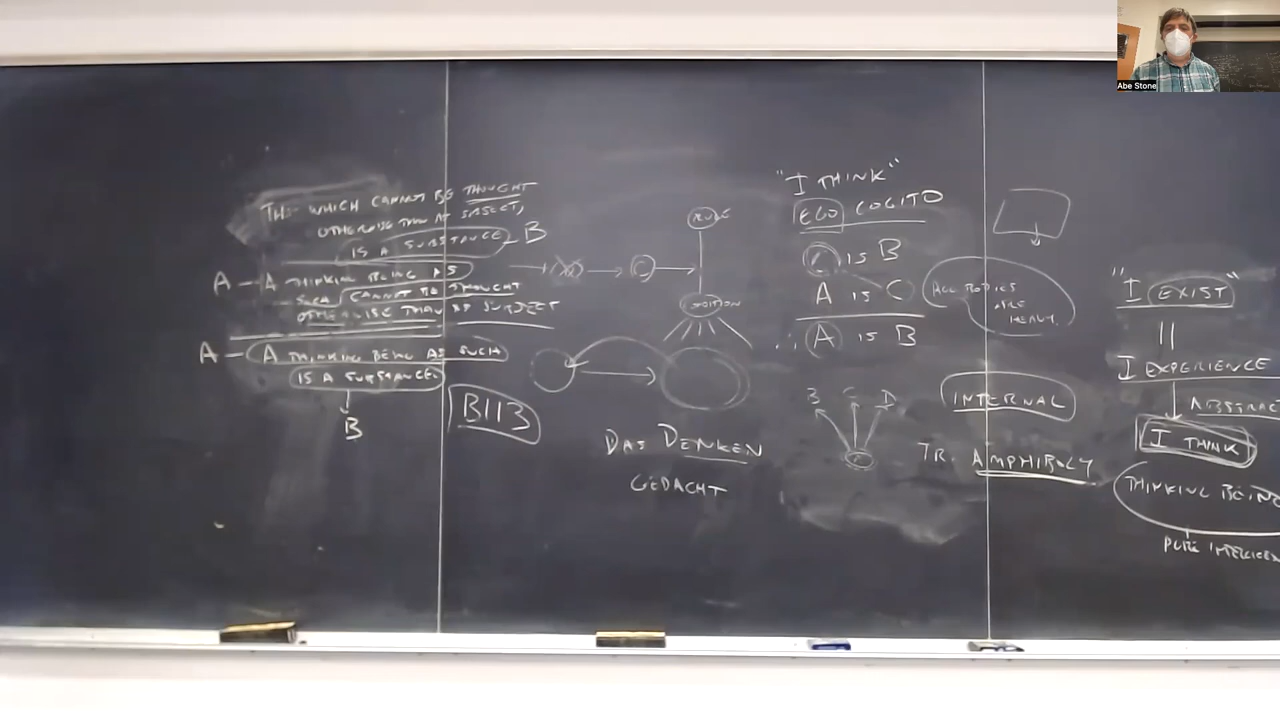 THAT WHICH CANNOT BE THOUGHT
OTHERWISE THAN AS SUBJECT,
IS A SUBSTANCE - B
A - A THINKING BEING AS
SUCH CANNOT BE THOUGHT
OTHERWISE THAN AS SUBJECT
A - A THINKING BEING AS SUCH
IS A SUBSTANCE
B
B113
C
RULE
DAS DENKEN
GEDACHT
"I THINK"
EGO COGITO
C IS B
A IS C
∴ A IS B
B C D
ALL BODIES
ARE
HEAVY
INTERNAL
TR. AMPHIBOLY
"I EXIST"
||
I EXPERIENCE
ABSTRAC
I THINK
THINKING BEING
PURE
Abe Stone